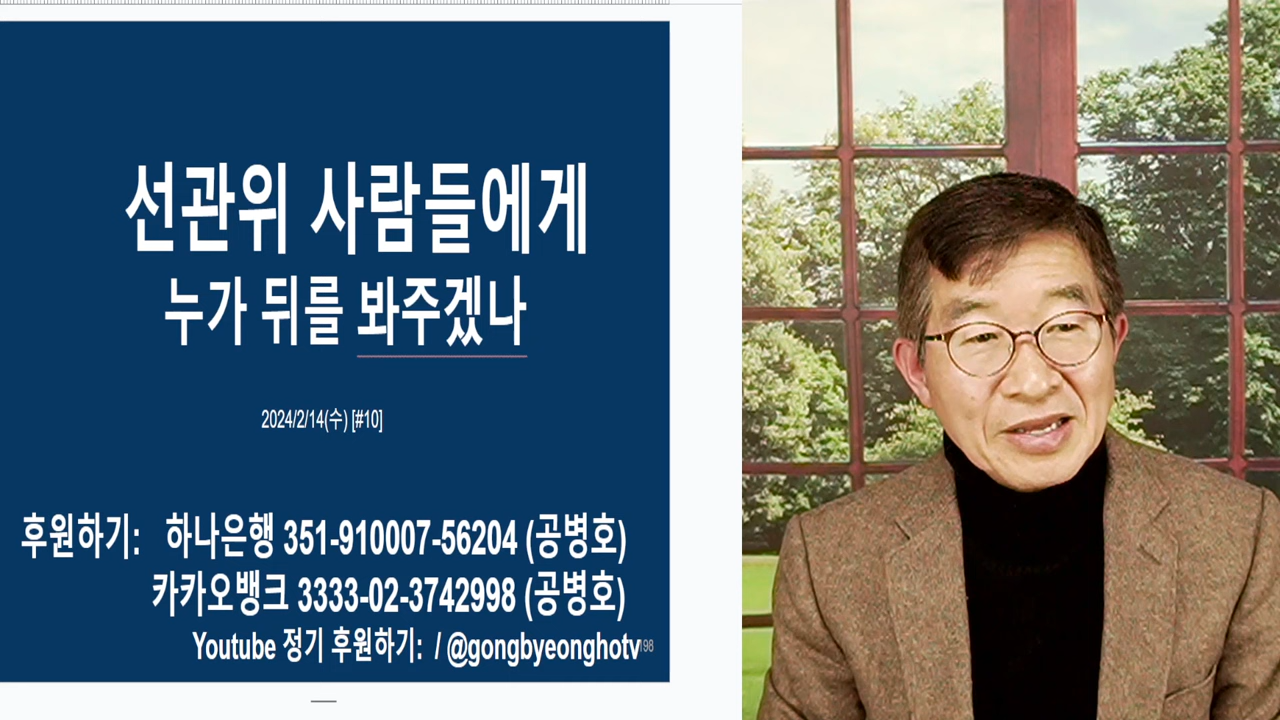 선관위 사람들에게
누가 뒤를 봐주겠나
2024/2/14(수) [#10]
후원하기: 하나은행 351-910007-56204 (공병호)
카카오뱅크 3333-02-3742998 (공병호)
Youtube 정기 후원하기: / @gongbyeonghotv
198